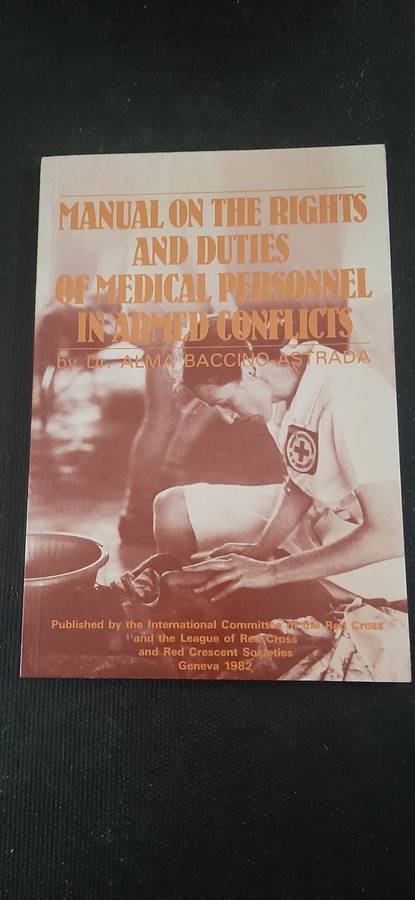 MANUAL ON THE RIGHTS
AND DUTIES
OF MEDICAL PERSONNEL
IN ARMED CONFLICTS
by Dr. ALMA BACCINO-ASTRADA
Published by the International Committee of the Red Cross
and the League of Red Cross
and Red Crescent Societies
Geneva 1982